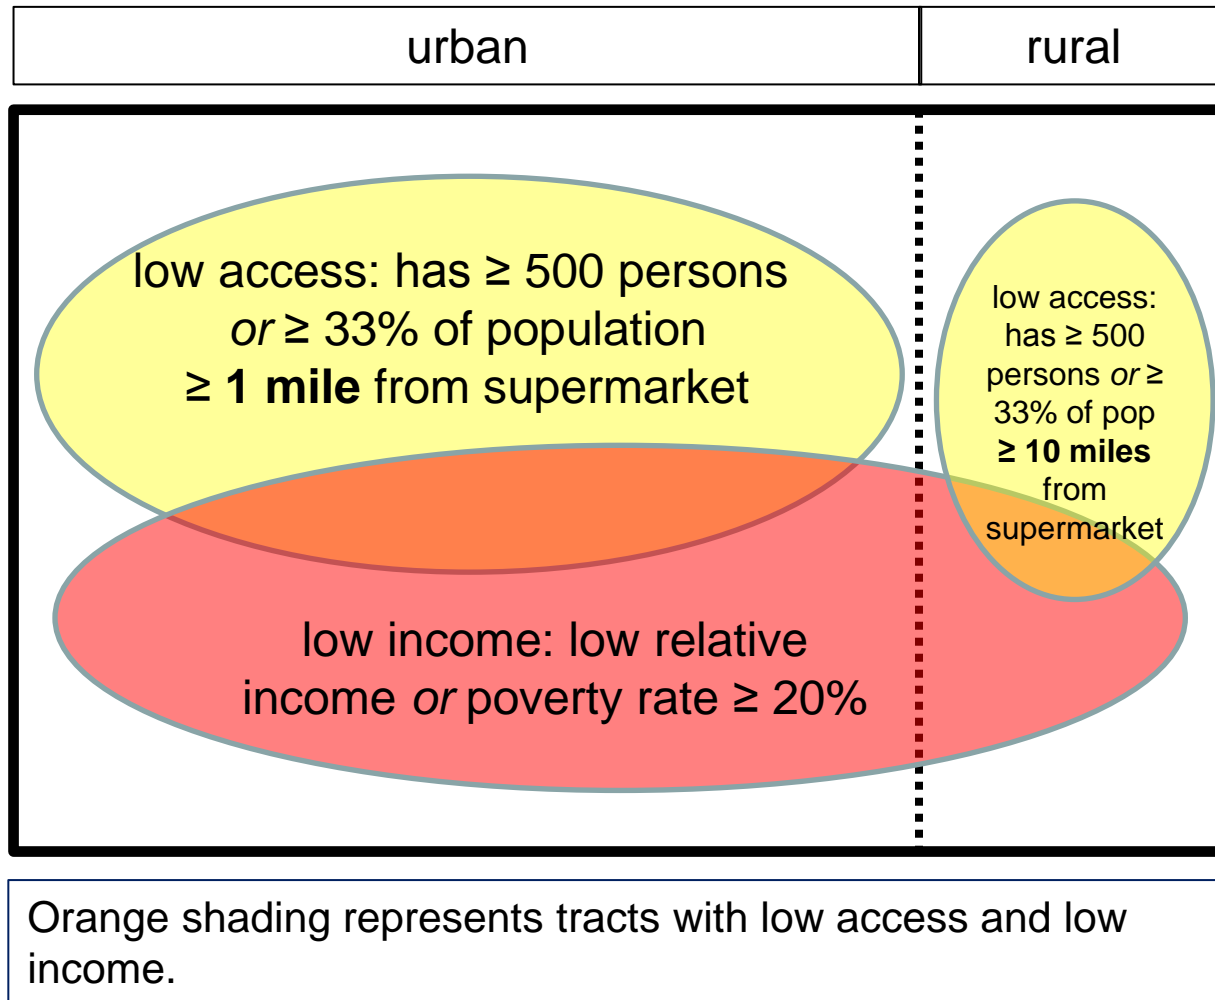 urban
rural
low access: has ≥ 500 persons
or ≥ 33% of population
≥ 1 mile from supermarket
low access:
has ≥ 500
persons or ≥
33% of pop
≥ 10 miles
from
supermarket
low income: low relative
income or poverty rate ≥ 20%
Orange shading represents tracts with low access and low
income.